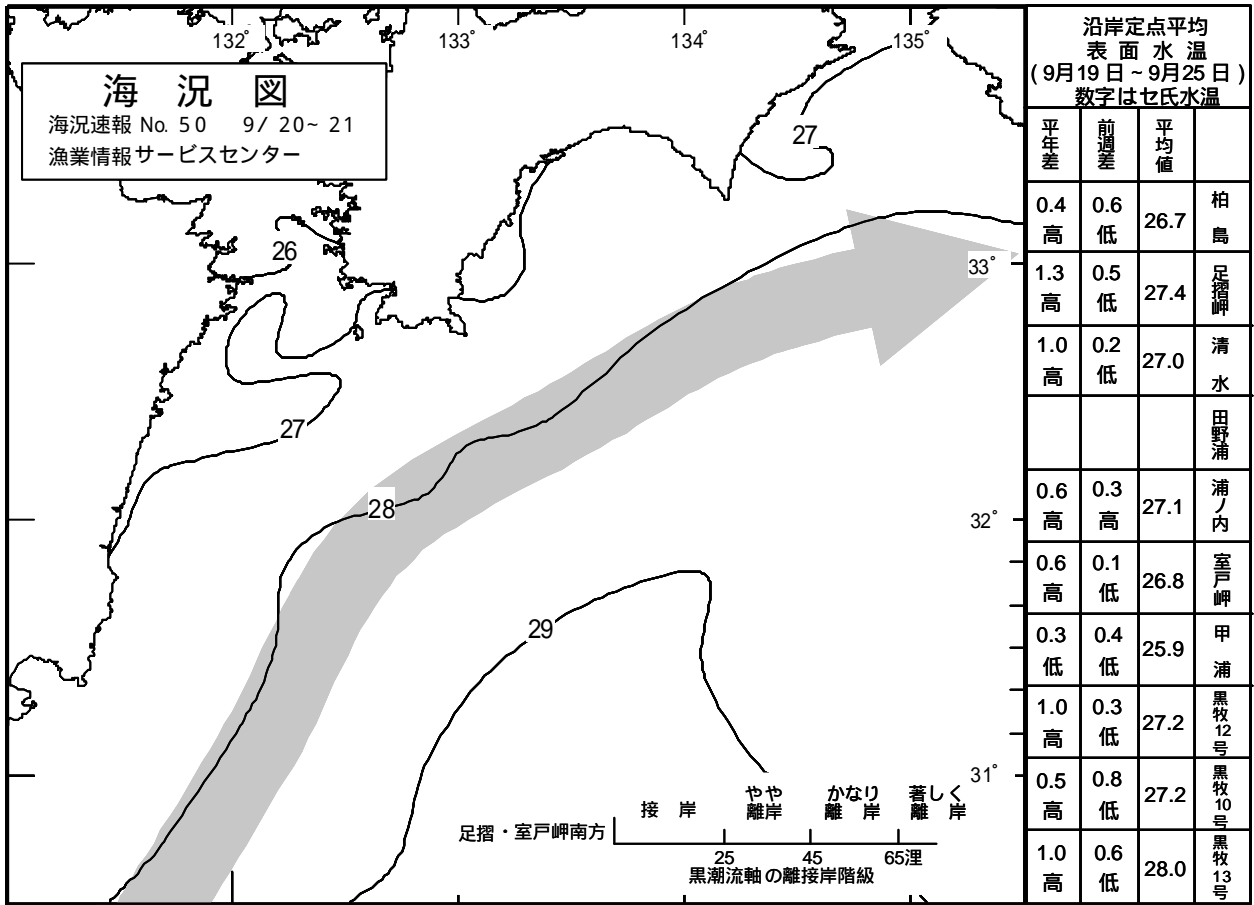 132°
133°
134°
135°
海 況 図
海況速報 No. 50 9/ 20~ 21
漁業情報サービスセンター
27
26
33°
27
28
32°
29
31°
接 岸
やや
離岸
かなり
離 岸
著しく
離 岸
足摺・室戸岬南方
25
45
65浬
黒潮流軸の離接岸階級
沿岸定点平均
表 面 水 温
( 9月19 日 ~ 9月25 日 )
数字はセ氏水温
平年差 前週差 平均値
0.4高 0.6低 26.7 柏島
1.3高 0.5低 27.4 足摺岬
1.0高 0.2低 27.0 清水
田野浦
0.6高 0.3高 27.1 浦ノ内
0.6高 0.1低 26.8 室戸岬
0.3低 0.4低 25.9 甲浦
1.0高 0.3低 27.2 黒牧12号
0.5高 0.8低 27.2 黒牧10号
1.0高 0.6低 28.0 黒牧13号